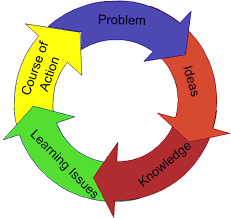 Problem
Ideas
Knowledge
Learning Issues
Course of
Action